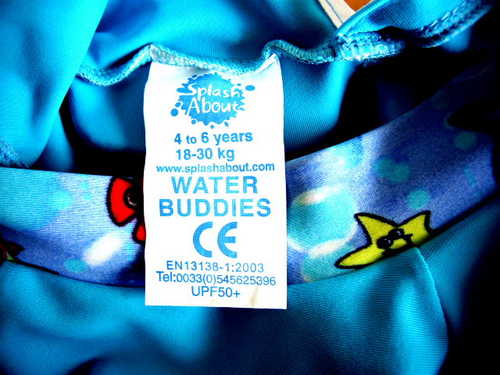 Splash
About
4 to 6 years
18-30 kg
www.splashabout.com
WATER
BUDDIES
CE
EN13138-1:2003
Tel:0033(0)545625396
UPF50+